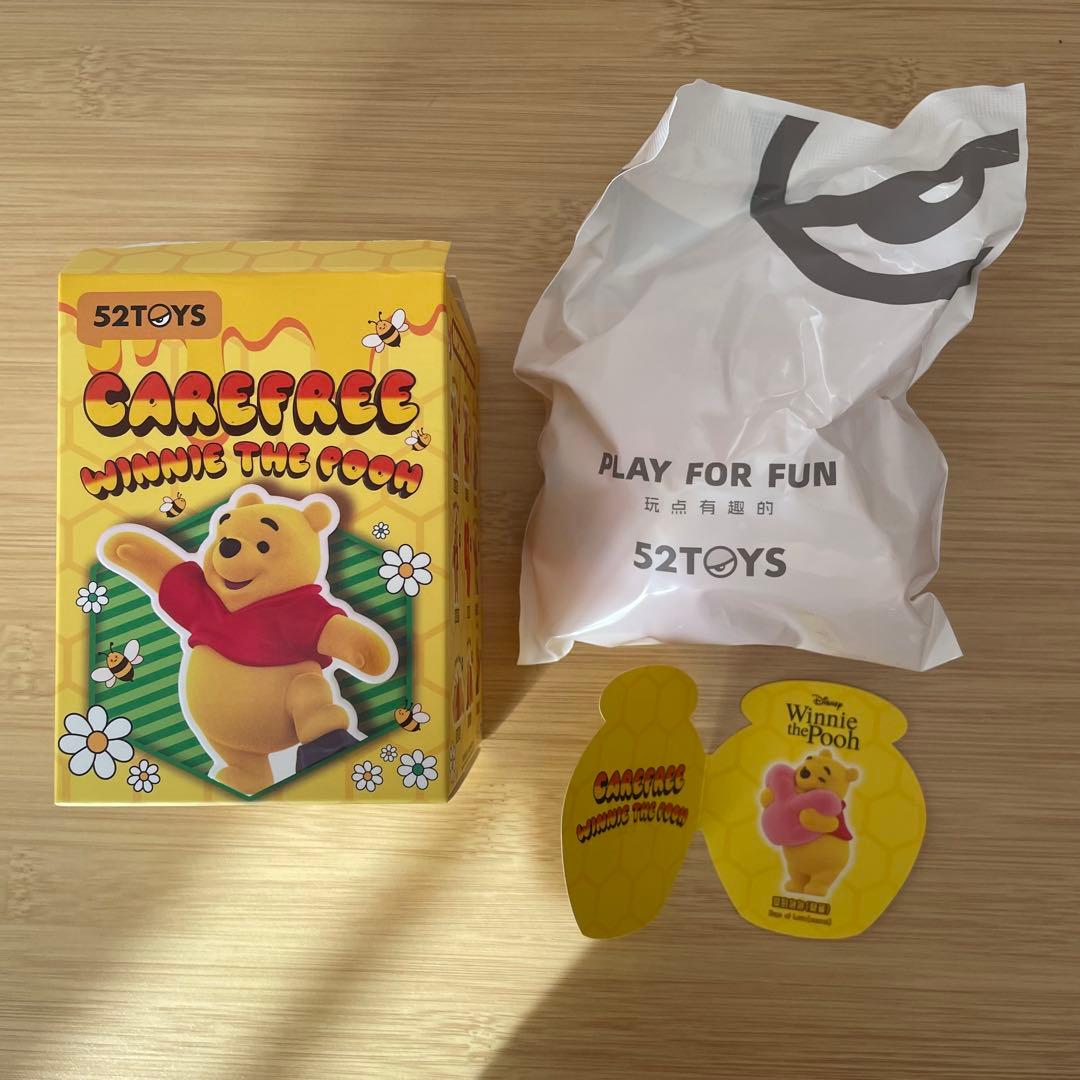 52TOYS
CAREFREE
WINNIE THE POOH
PLAY FOR FUN
玩点有趣的
52TOYS
CAREFREE
WINNIE THE POOH
Disney
Winnie
the Pooh